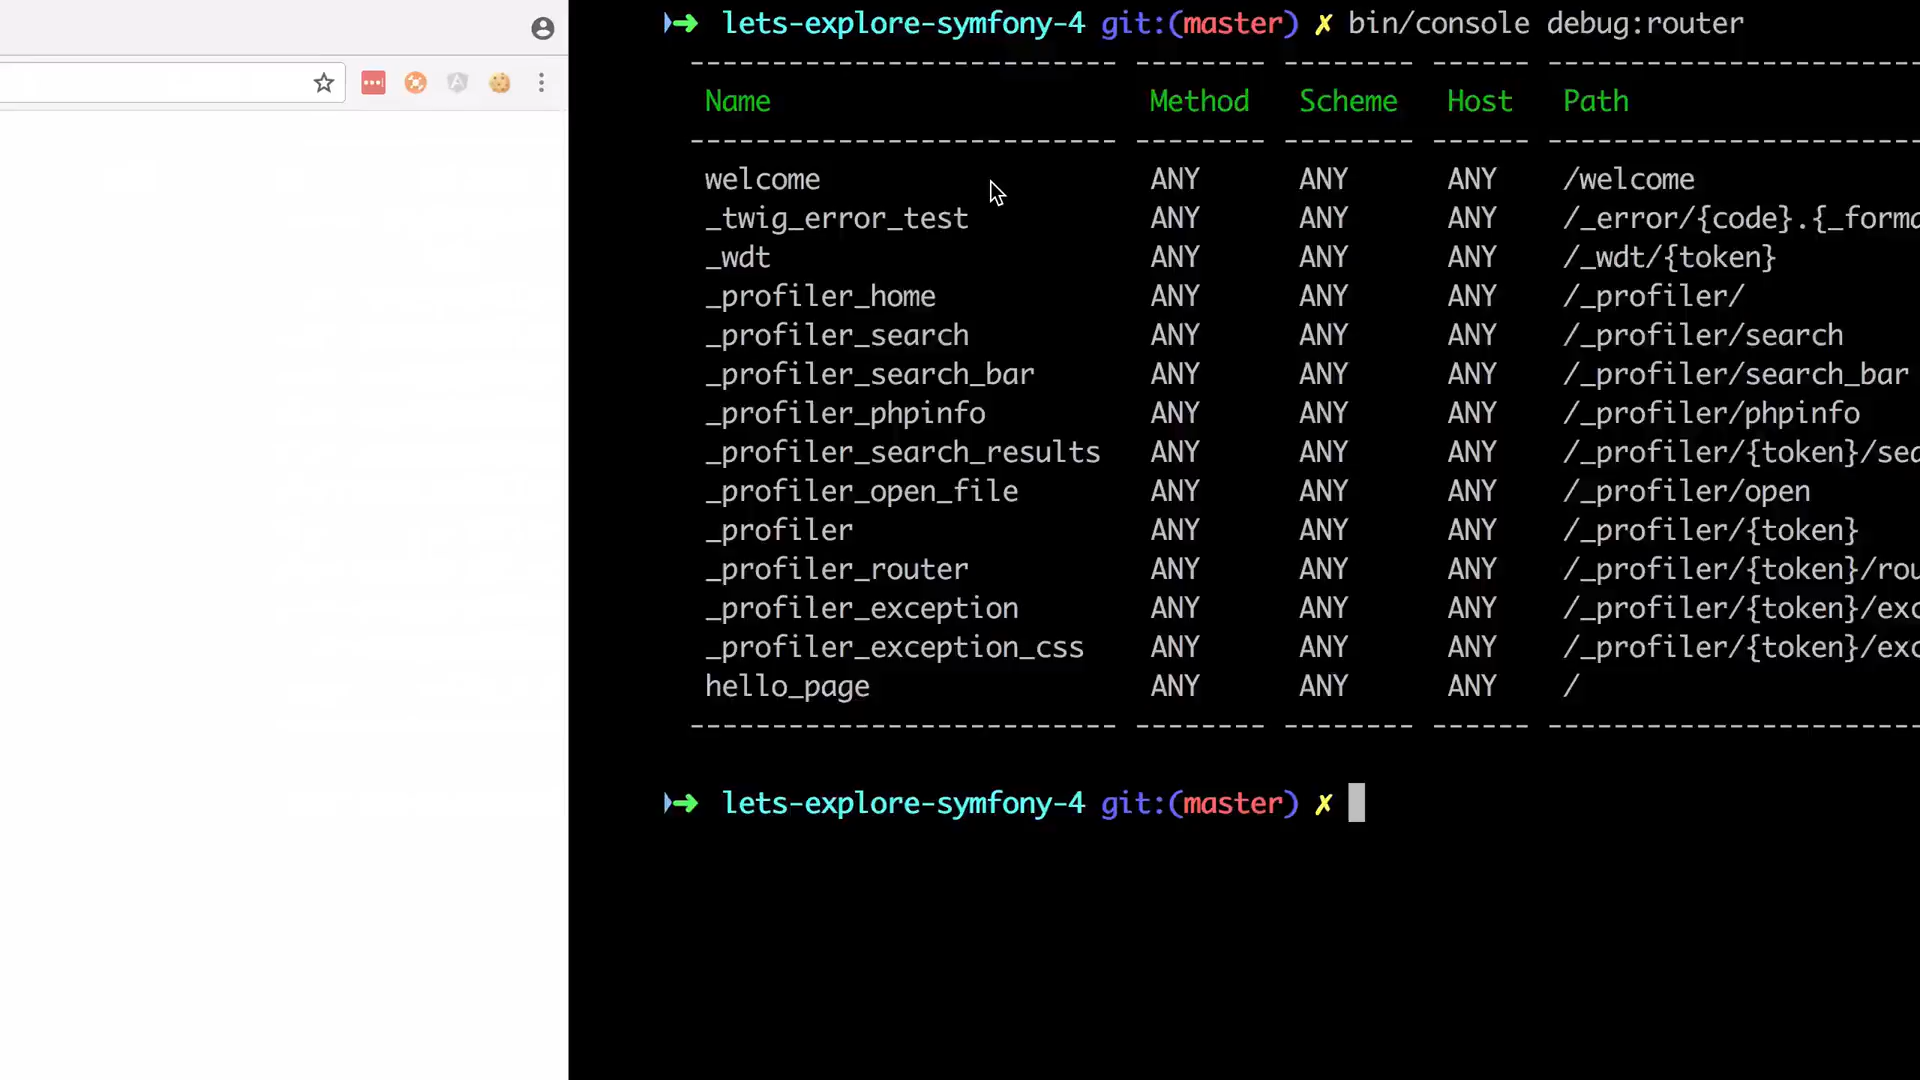 lets-explore-symfony-4 git:(master) ✗ bin/console debug:router
Name Method Scheme Host Path
welcome ANY ANY ANY /welcome
_twig_error_test ANY ANY ANY /_error/{code}.{_forma
_wdt ANY ANY ANY /_wdt/{token}
_profiler_home ANY ANY ANY /_profiler/
_profiler_search ANY ANY ANY /_profiler/search
_profiler_search_bar ANY ANY ANY /_profiler/search_bar
_profiler_phpinfo ANY ANY ANY /_profiler/phpinfo
_profiler_search_results ANY ANY ANY /_profiler/{token}/sea
_profiler_open_file ANY ANY ANY /_profiler/open
_profiler ANY ANY ANY /_profiler/{token}
_profiler_router ANY ANY ANY /_profiler/{token}/rou
_profiler_exception ANY ANY ANY /_profiler/{token}/exc
_profiler_exception_css ANY ANY ANY /_profiler/{token}/exc
hello_page ANY ANY ANY /
lets-explore-symfony-4 git:(master) ✗